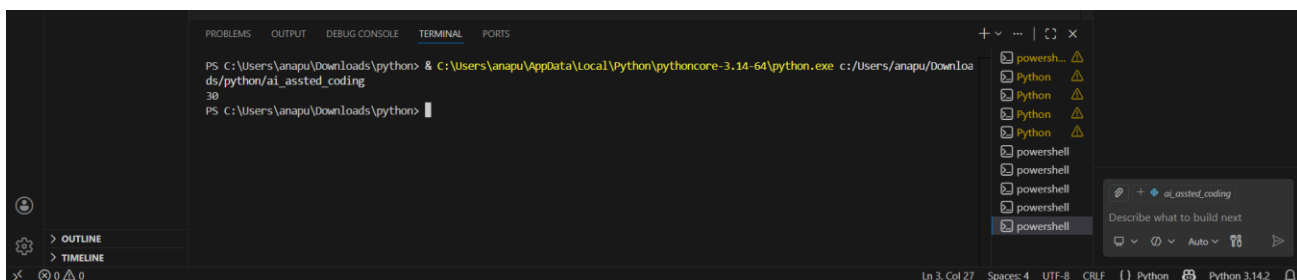 PROBLEMS OUTPUT DEBUG CONSOLE TERMINAL PORTS
PS C:\Users\anapu\Downloads\python> & C:\Users\anapu\AppData\Local\Python\pythoncore-3.14-64\python.exe c:/Users/anapu/Downloa
ds/python/ai_assted_coding
30
PS C:\Users\anapu\Downloads\python>
powersh...
Python
Python
Python
Python
powershell
powershell
powershell
powershell
powershell
ai_assted_coding
Describe what to build next
Auto
OUTLINE
TIMELINE
0 0 Ln 3, Col 27 Spaces: 4 UTF-8 CRLF {} Python Python 3.14.2